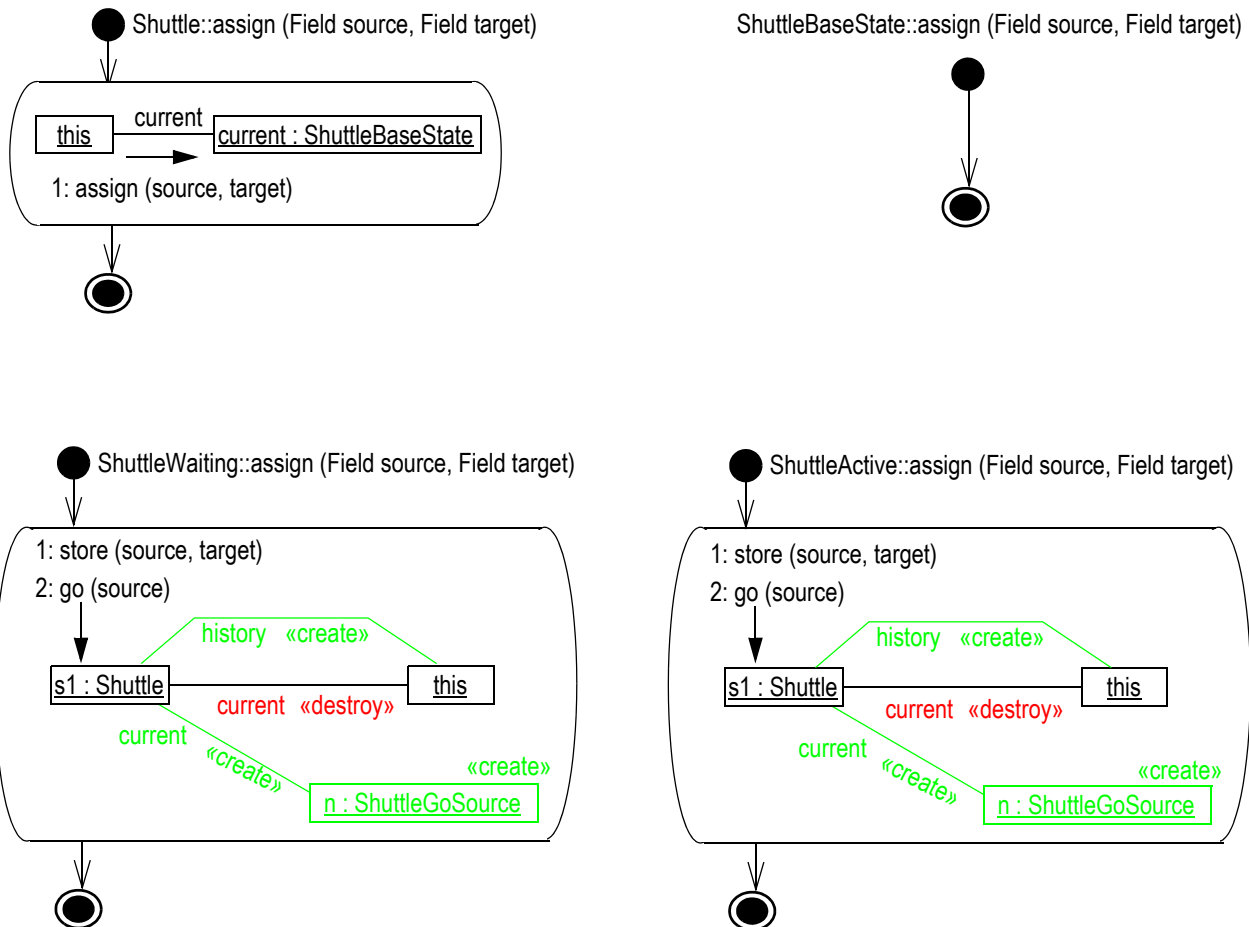 Shuttle::assign (Field source, Field target)
current
this
current : ShuttleBaseState
1: assign (source, target)
ShuttleBaseState::assign (Field source, Field target)
ShuttleWaiting::assign (Field source, Field target)
1: store (source, target)
2: go (source)
history «create»
s1 : Shuttle
this
current «destroy»
current «create»
«create»
n : ShuttleGoSource
ShuttleActive::assign (Field source, Field target)
1: store (source, target)
2: go (source)
history «create»
s1 : Shuttle
this
current «destroy»
current «create»
«create»
n : ShuttleGoSource